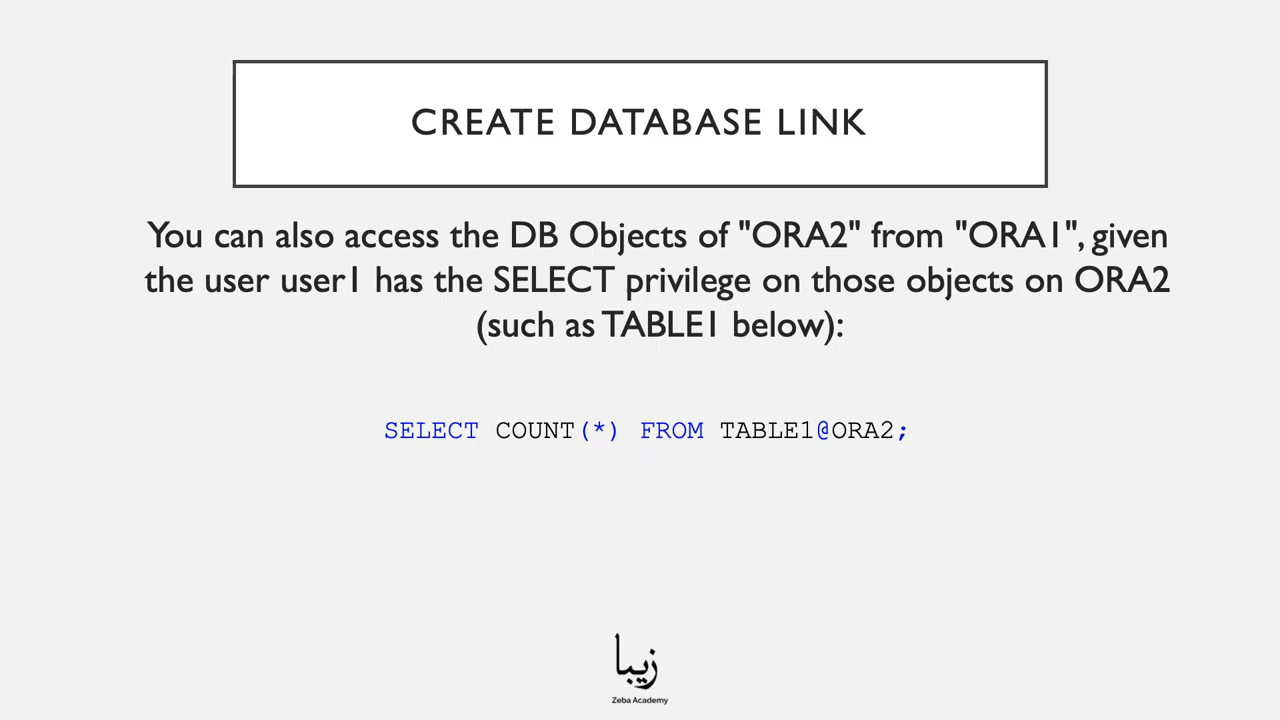 CREATE DATABASE LINK
You can also access the DB Objects of "ORA2" from "ORA1", given
the user user1 has the SELECT privilege on those objects on ORA2
(such as TABLE1 below):
SELECT COUNT(*) FROM TABLE1@ORA2;
زیبا
Zeba Academy